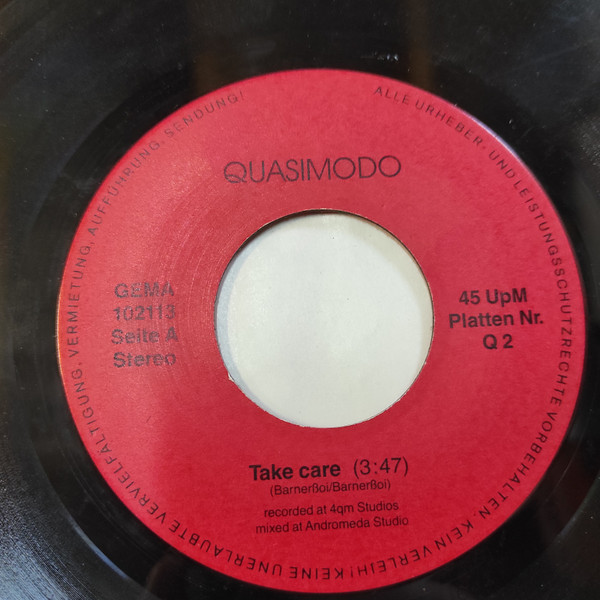 ALLE URHEBER- UND LEISTUNGSSCHUTZRECHTE VORBEHALTEN. KEIN VERLEIH! KEINE UNERLAUBTE VERVIELFÄLTIGUNG, VERMIETUNG, AUFFÜHRUNG, SENDUNG!
QUASIMODO
GEMA
102113
Seite A
Stereo
45 UpM
Platten Nr.
Q 2
Take care (3:47)
(Barnerßoi/Barnerßoi)
recorded at 4qm Studios
mixed at Andromeda Studio